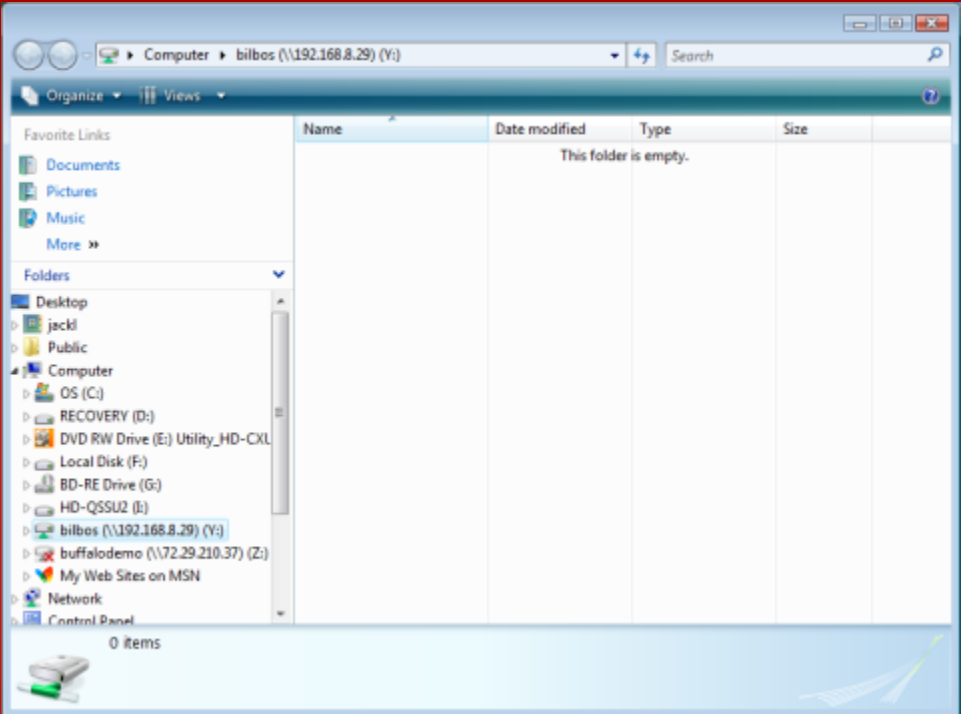 Computer bilbos (\\192.168.8.29) (Y:) Search
Organize Views
Favorite Links
Documents
Pictures
Music
More »
Folders
Desktop
jackl
Public
Computer
OS (C:)
RECOVERY (D:)
DVD RW Drive (E:) Utility_HD-CXL
Local Disk (F:)
BD-RE Drive (G:)
HD-QSSU2 (I:)
bilbos (\\192.168.8.29) (Y:)
buffalodemo (\\72.29.210.37) (Z:)
My Web Sites on MSN
Network
Control Panel
Name Date modified Type Size
This folder is empty.
0 items